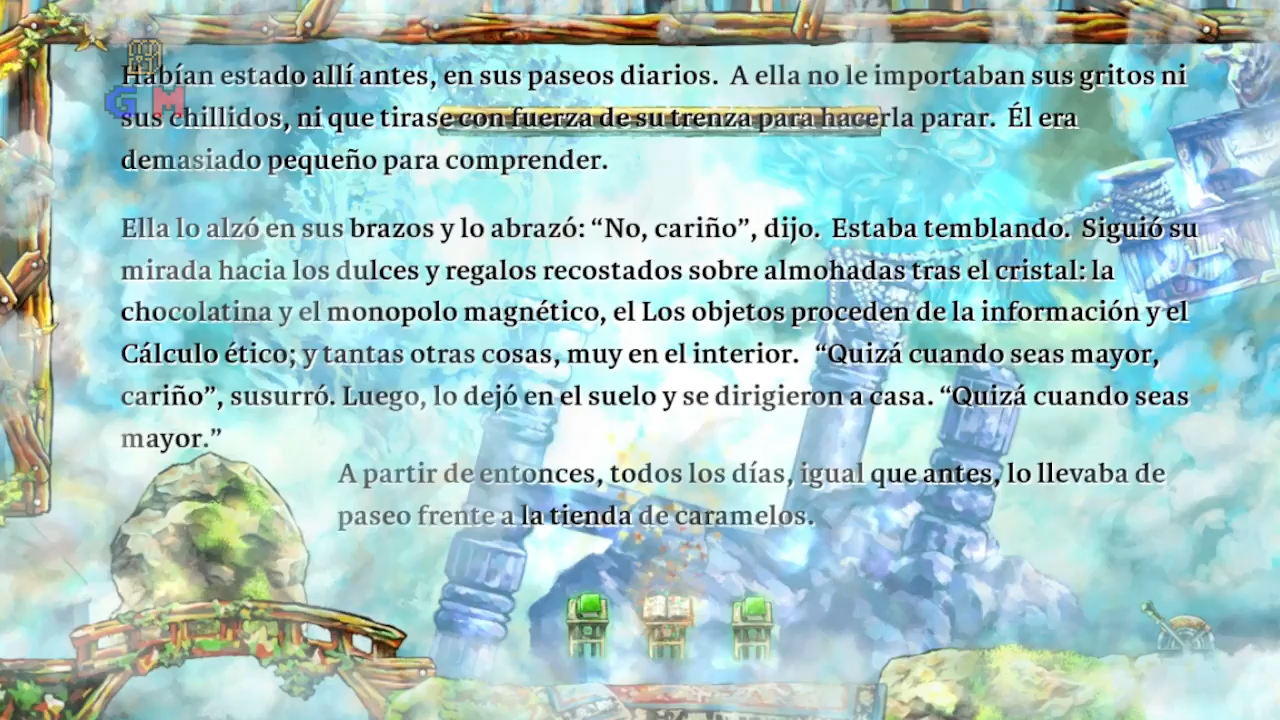 Habían estado allí antes, en sus paseos diarios. A ella no le importaban sus gritos ni
sus chillidos, ni que tirase con fuerza de su trenza para hacerla parar. Él era
demasiado pequeño para comprender.
Ella lo alzó en sus brazos y lo abrazó: “No, cariño”, dijo. Estaba temblando. Siguió su
mirada hacia los dulces y regalos recostados sobre almohadas tras el cristal: la
chocolatina y el monopolo magnético, el Los objetos proceden de la información y el
Cálculo ético; y tantas otras cosas, muy en el interior. “Quizá cuando seas mayor,
cariño”, susurró. Luego, lo dejó en el suelo y se dirigieron a casa. “Quizá cuando seas
mayor.”
A partir de entonces, todos los días, igual que antes, lo llevaba de
paseo frente a la tienda de caramelos.
G M